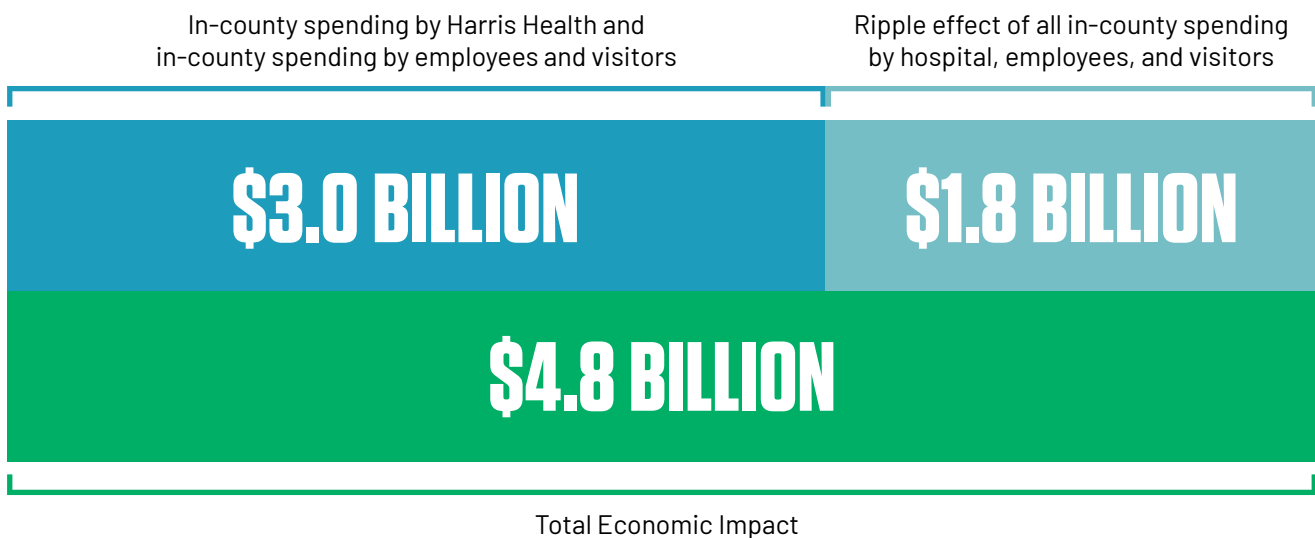 In-county spending by Harris Health and
in-county spending by employees and visitors
Ripple effect of all in-county spending
by hospital, employees, and visitors
$3.0 BILLION
$1.8 BILLION
$4.8 BILLION
Total Economic Impact